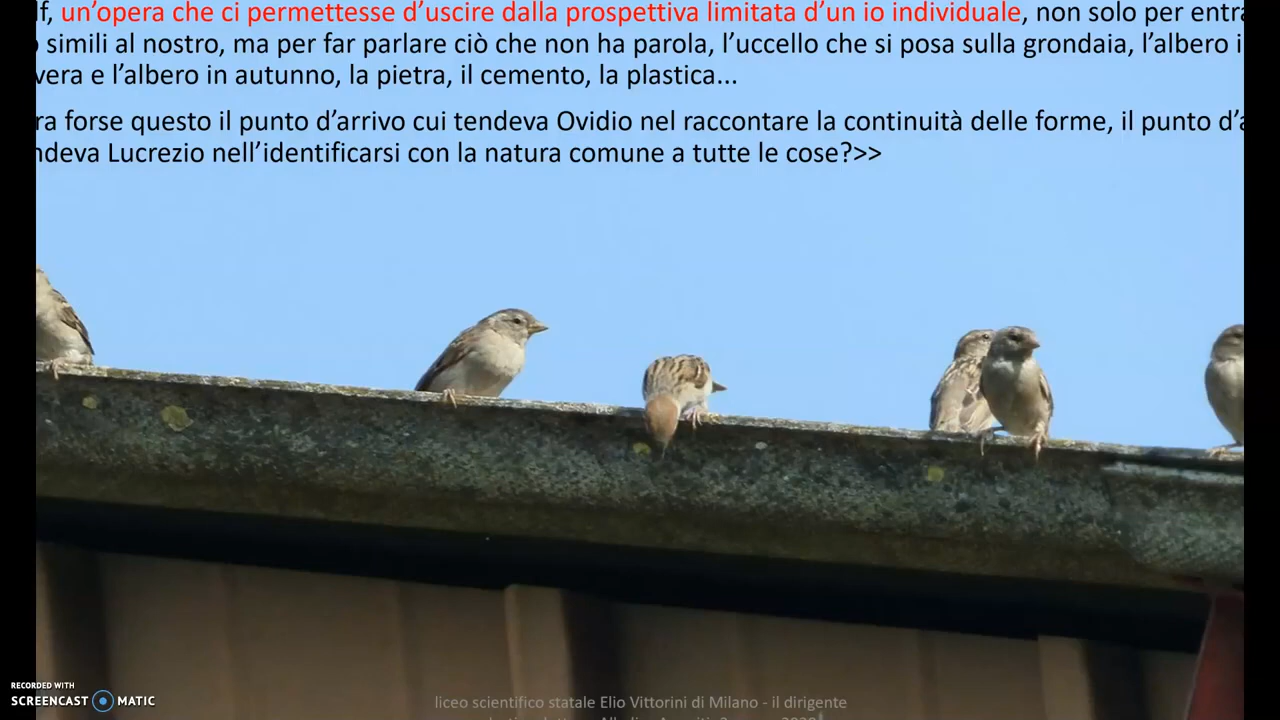 un'opera che ci permettesse d'uscire dalla prospettiva limitata d'un io individuale, non solo per
simili al nostro, ma per far parlare ciò che non ha parola, l'uccello che si posa sulla grondaia, l'albero
e l'albero in autunno, la pietra, il cemento, la plastica...
forse questo il punto d'arrivo cui tendeva Ovidio nel raccontare la continuità delle forme, il punto
Lucrezio nell'identificarsi con la natura comune a tutte le cose?>>
RECORDED WITH
SCREENCAST MATIC
liceo scientifico statale Elio Vittorini di Milano - il dirigente